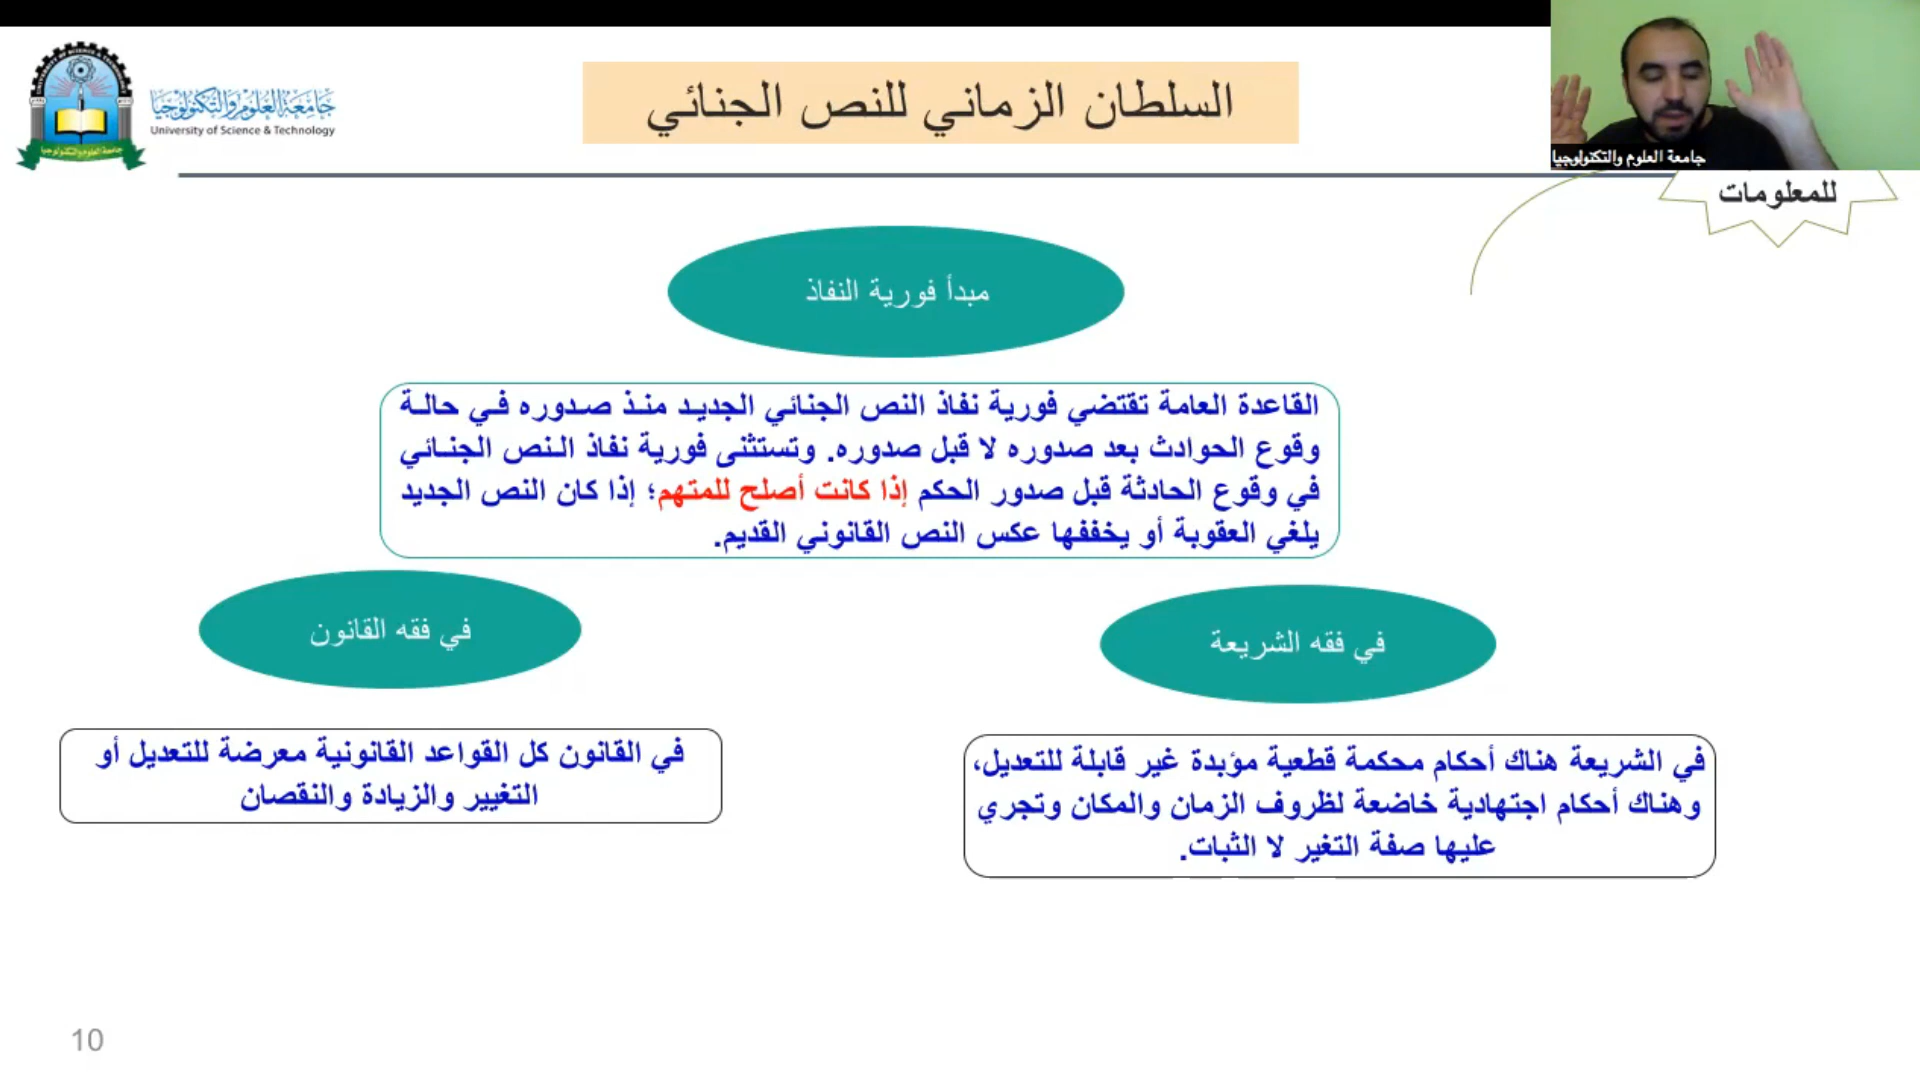 السلطان الزماني للنص الجنائي
جامعة العلوم والتكنولوجيا
University of Science & Technology
جامعة العلوم والتكنولوجيا
للمعلومات
مبدأ فورية النفاذ
القاعدة العامة تقتضي فورية نفاذ النص الجنائي الجديد منذ صدوره في حالة
وقوع الحوادث بعد صدوره لا قبل صدوره. وتستثنى فورية نفاذ النص الجنائي
في وقوع الحادثة قبل صدور الحكم إذا كانت أصلح للمتهم؛ إذا كان النص الجديد
يلغي العقوبة أو يخففها عكس النص القانوني القديم.
في فقه الشريعة
في الشريعة هناك أحكام محكمة قطعية مؤبدة غير قابلة للتعديل،
وهناك أحكام اجتهادية خاضعة لظروف الزمان والمكان وتجري
عليها صفة التغير لا الثبات.
في فقه القانون
في القانون كل القواعد القانونية معرضة للتعديل أو
التغيير والزيادة والنقصان
10